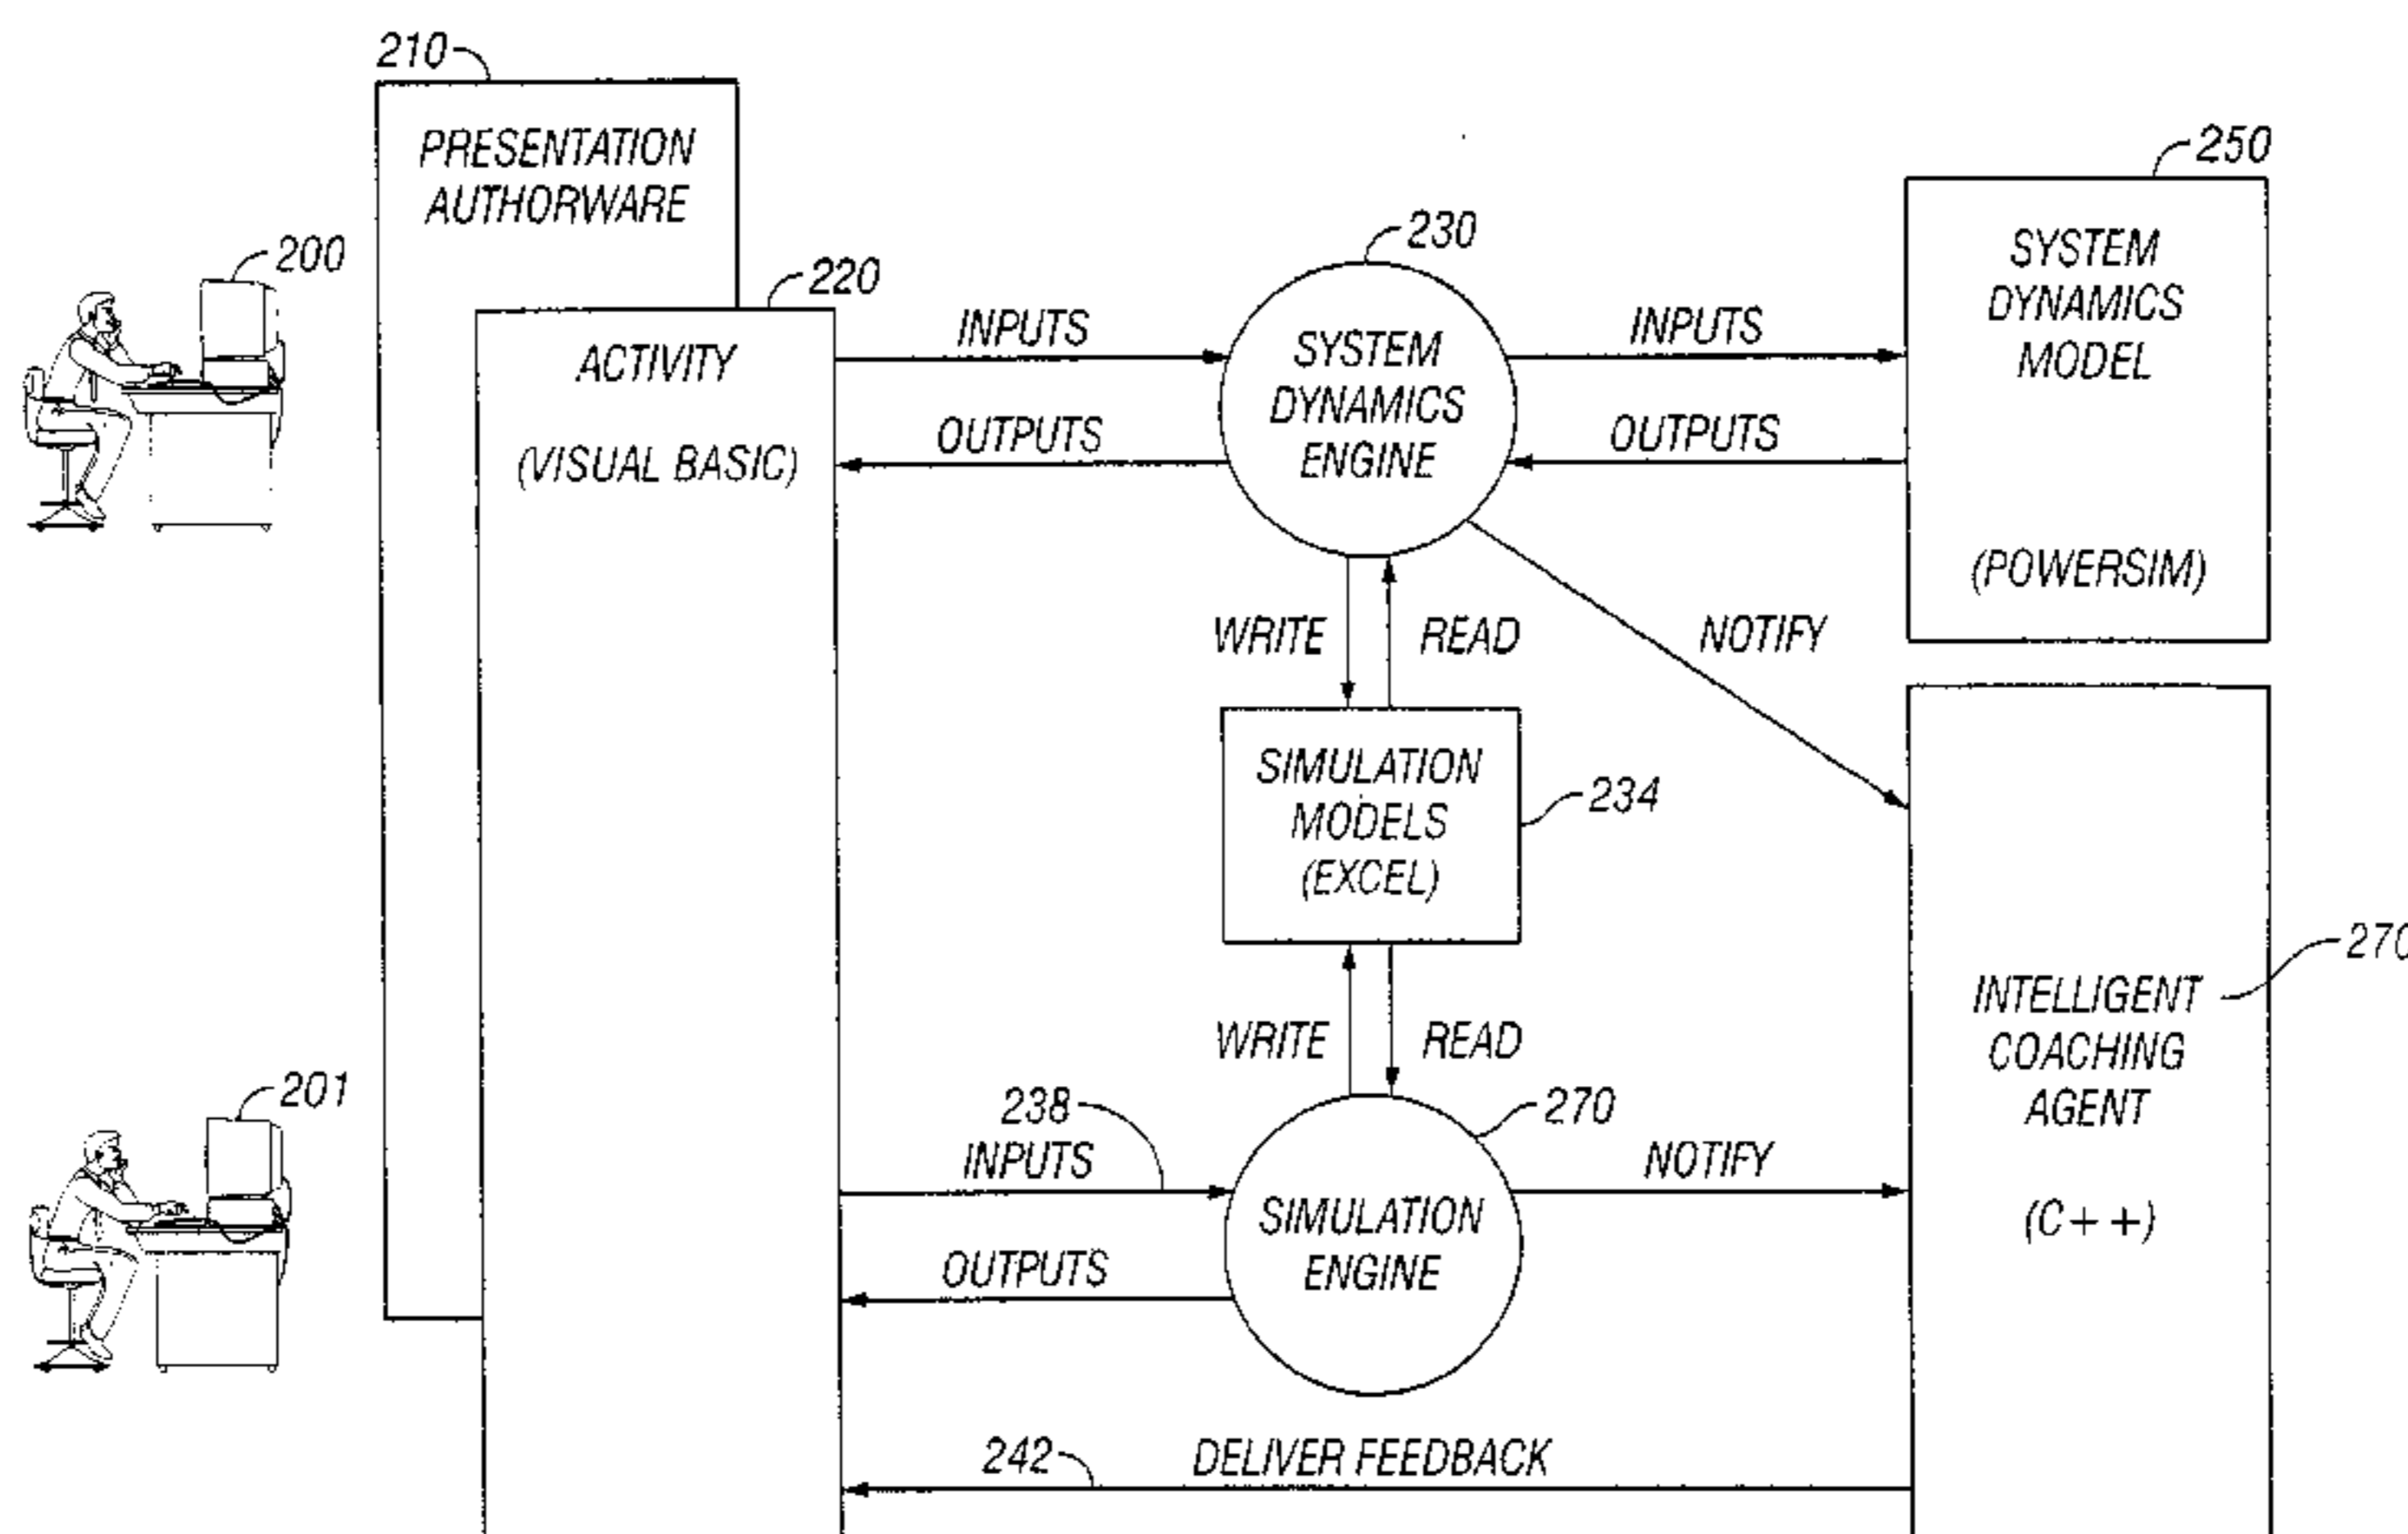 210
PRESENTATION
AUTHORWARE
200
220
ACTIVITY
(VISUAL BASIC)
INPUTS
OUTPUTS
230
SYSTEM
DYNAMICS
ENGINE
INPUTS
OUTPUTS
250
SYSTEM
DYNAMICS
MODEL
(POWERSIM)
WRITE
READ
NOTIFY
SIMULATION
MODELS
(EXCEL)
234
WRITE
READ
270
INTELLIGENT
COACHING
AGENT
(C++)
201
238
INPUTS
OUTPUTS
270
SIMULATION
ENGINE
NOTIFY
242
DELIVER FEEDBACK